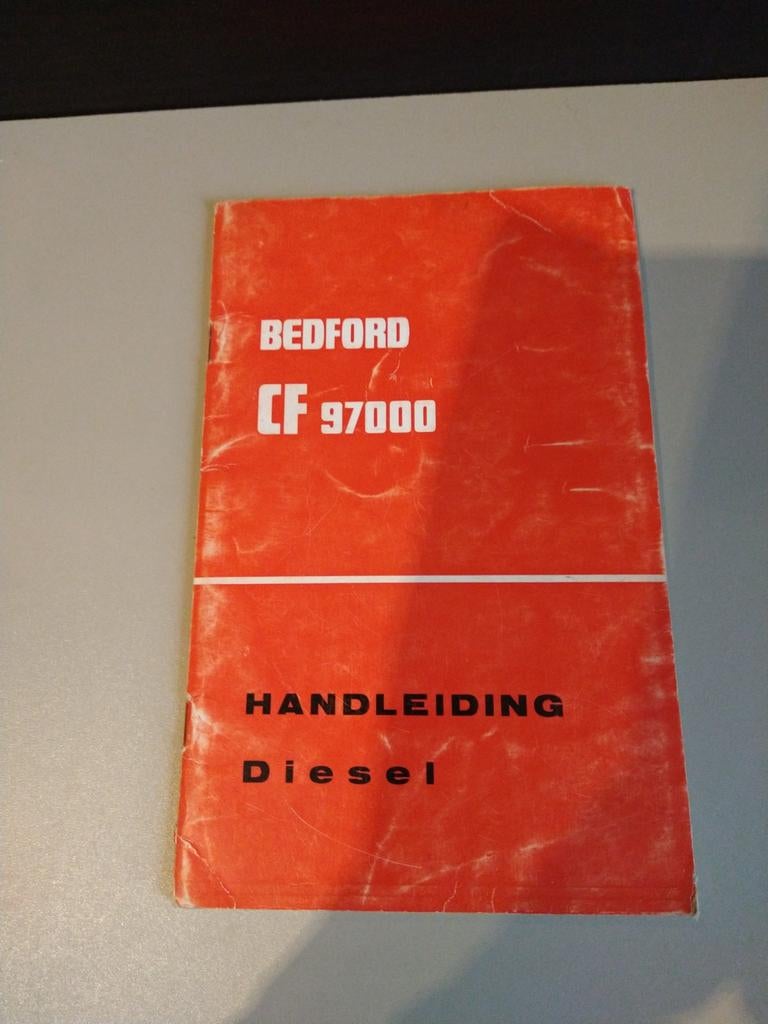 BEDFORD
CF 97000
HANDLEIDING
Diesel